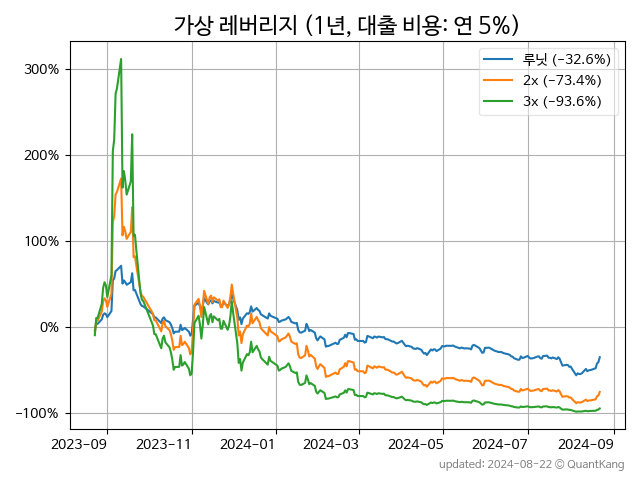 가상 레버리지 (1년, 대출 비용: 연 5%)
루닛 (-32.6%)
2x (-73.4%)
3x (-93.6%)
300%
200%
100%
0%
-100%
2023-09 2023-11 2024-01 2024-03 2024-05 2024-07 2024-09
updated: 2024-08-22 © QuantKang